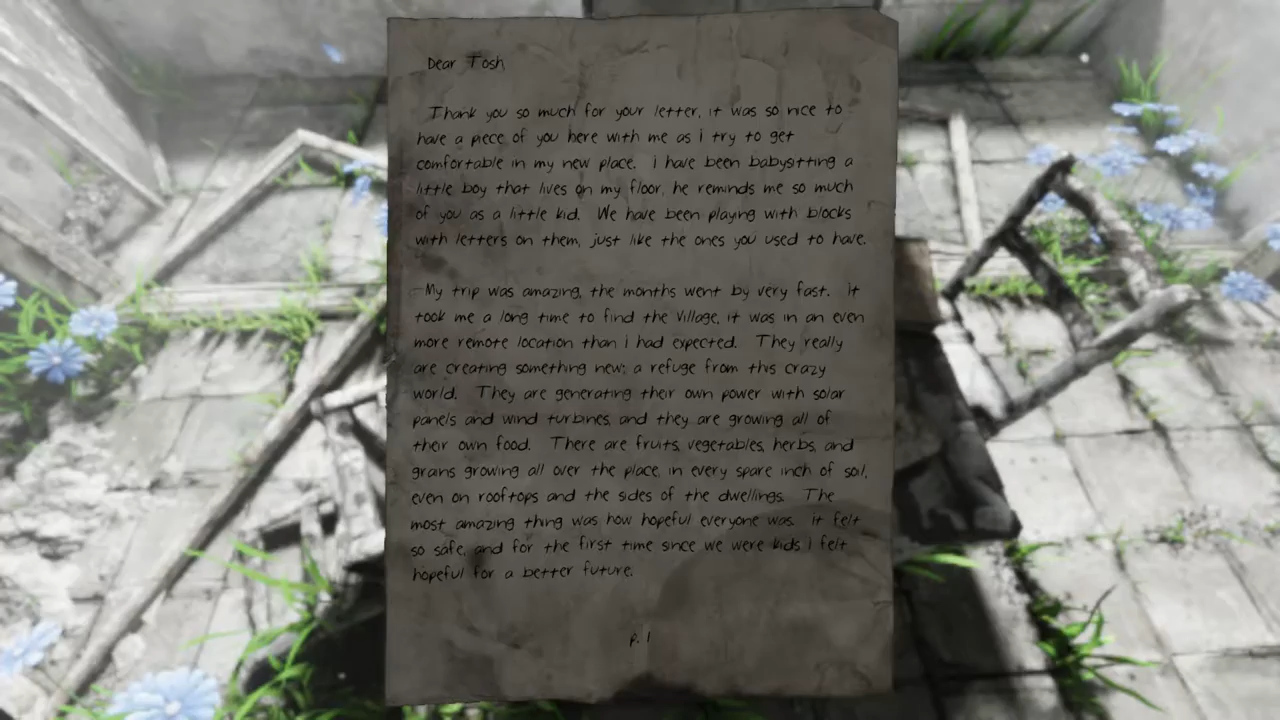 Dear Tosh
Thank you so much for your letter, it was so nice to
have a piece of you here with me as i try to get
comfortable in my new place. i have been babysitting a
little boy that lives on my floor, he reminds me so much
of you as a little kid. We have been playing with blocks
with letters on them, just like the ones you used to have.
My trip was amazing, the months went by very fast. it
took me a long time to find the Village, it was in an even
more remote location than i had expected. They really
are creating something new; a refuge from this crazy
world. They are generating their own power with solar
panels and wind turbines, and they are growing all of
their own food. There are fruits, vegetables, herbs, and
grains growing all over the place, in every spare inch of soil,
even on rooftops and the sides of the dwellings. The
most amazing thing was how hopeful everyone was. it felt
so safe, and for the first time since we were kids i felt
hopeful for a better future.
p. 1